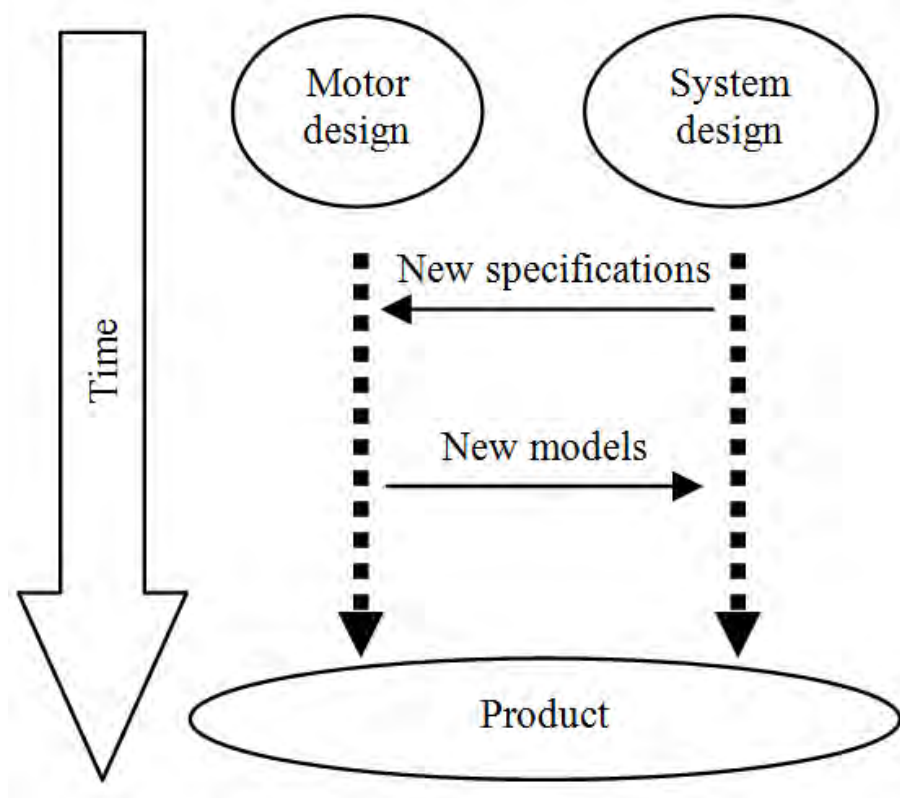 Motor
design
System
design
New specifications
Time
New models
Product